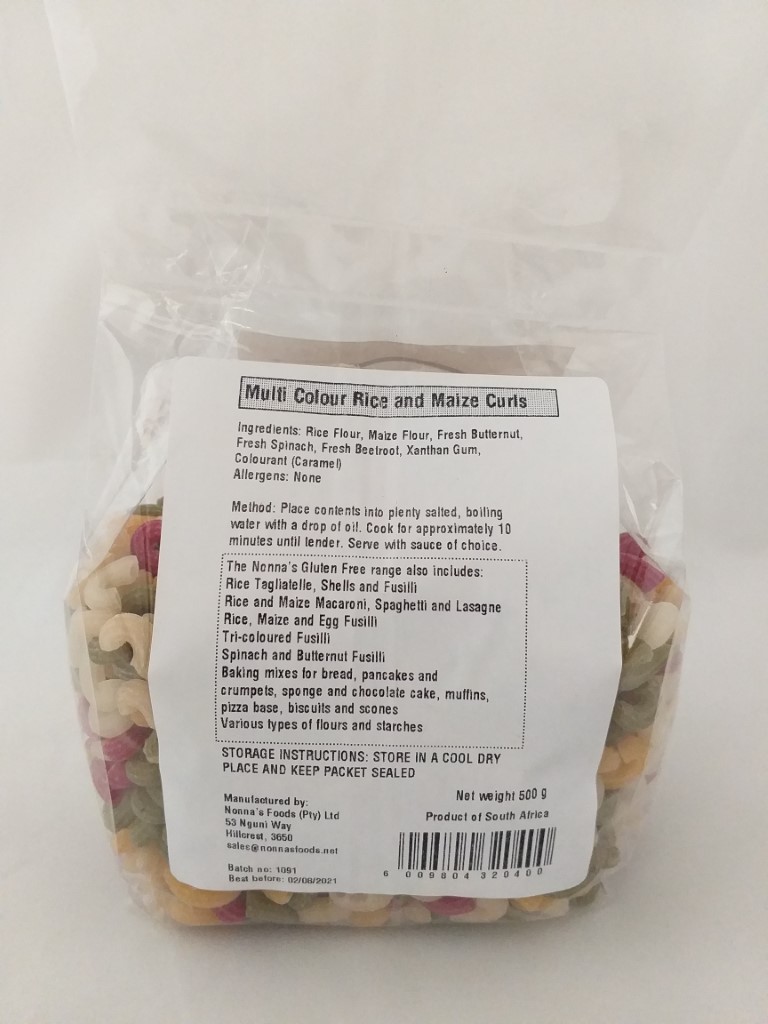 Multi Colour Rice and Maize Curls
Ingredients: Rice Flour, Maize Flour, Fresh Butternut,
Fresh Spinach, Fresh Beetroot, Xanthan Gum,
Colourant (Caramel)
Allergens: None
Method: Place contents into plenty salted, boiling
water with a drop of oil. Cook for approximately 10
minutes until tender. Serve with sauce of choice.
The Nonna's Gluten Free range also includes:
Rice Tagliatelle, Shells and Fusilli
Rice and Maize Macaroni, Spaghetti and Lasagne
Rice, Maize and Egg Fusilli
Tri-coloured Fusilli
Spinach and Butternut Fusilli
Baking mixes for bread, pancakes and
crumpets, sponge and chocolate cake, muffins,
pizza base, biscuits and scones
Various types of flours and starches
STORAGE INSTRUCTIONS: STORE IN A COOL DRY
PLACE AND KEEP PACKET SEALED
Manufactured by:
Nonna's Foods (Pty) Ltd
53 Nguni Way
Hillcrest, 3650
sales@nonnasfoods.net
Batch no: 1091
Best before: 02/08/2021
Net weight 500 g
Product of South Africa
6 009804 320400